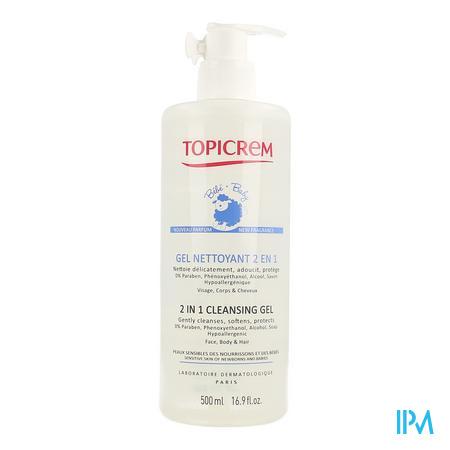 TOPICREM
Bébé • Baby
NOUVEAU PARFUM NEW FRAGRANCE
GEL NETTOYANT 2 EN 1
Nettoie délicatement, adoucit, protège
0% Paraben, Phénoxyéthanol, Alcool, Savon
Hypoallergénique
Visage, Corps & Cheveux
2 IN 1 CLEANSING GEL
Gently cleanses, softens, protects
0% Paraben, Phenoxyethanol, Alcohol, Soap
Hypoallergenic
Face, Body & Hair
PEAUX SENSIBLES DES NOURRISSONS ET DES BÉBÉS
SENSITIVE SKIN OF NEWBORNS AND BABIES
LABORATOIRE DERMATOLOGIQUE
PARIS
500 ml 16.9 fl.oz.
IPM